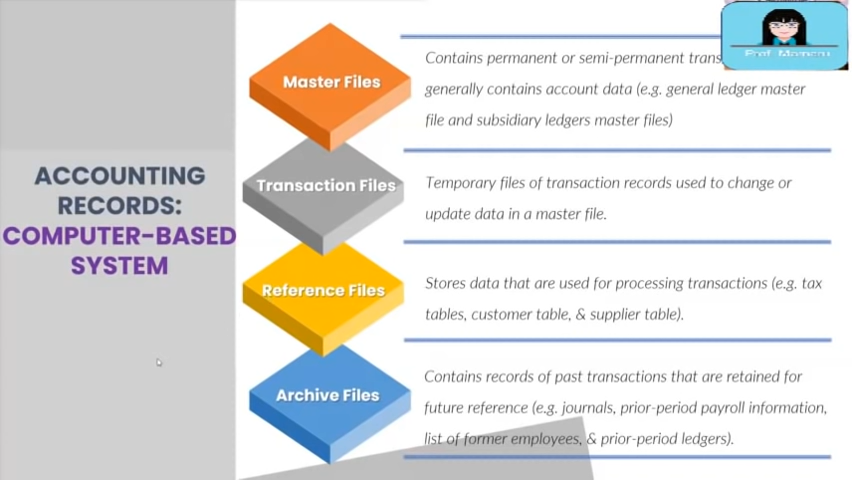 ACCOUNTING
RECORDS:
COMPUTER-BASED
SYSTEM
Master Files
Contains permanent or semi-permanent
generally contains account data (e.g. general ledger master
file and subsidiary ledgers master files)
Transaction Files
Temporary files of transaction records used to change or
update data in a master file.
Reference Files
Stores data that are used for processing transactions (e.g. tax
tables, customer table, & supplier table).
Archive Files
Contains records of past transactions that are retained for
future reference (e.g. journals, prior-period payroll information,
list of former employees, & prior-period ledgers).
Prof.